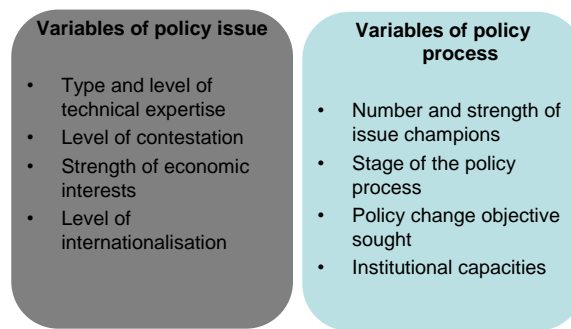 Variables of policy issue
• Type and level of
technical expertise
• Level of contestation
• Strength of economic
interests
• Level of
internationalisation
Variables of policy
process
• Number and strength of
issue champions
• Stage of the policy
process
• Policy change objective
sought
• Institutional capacities